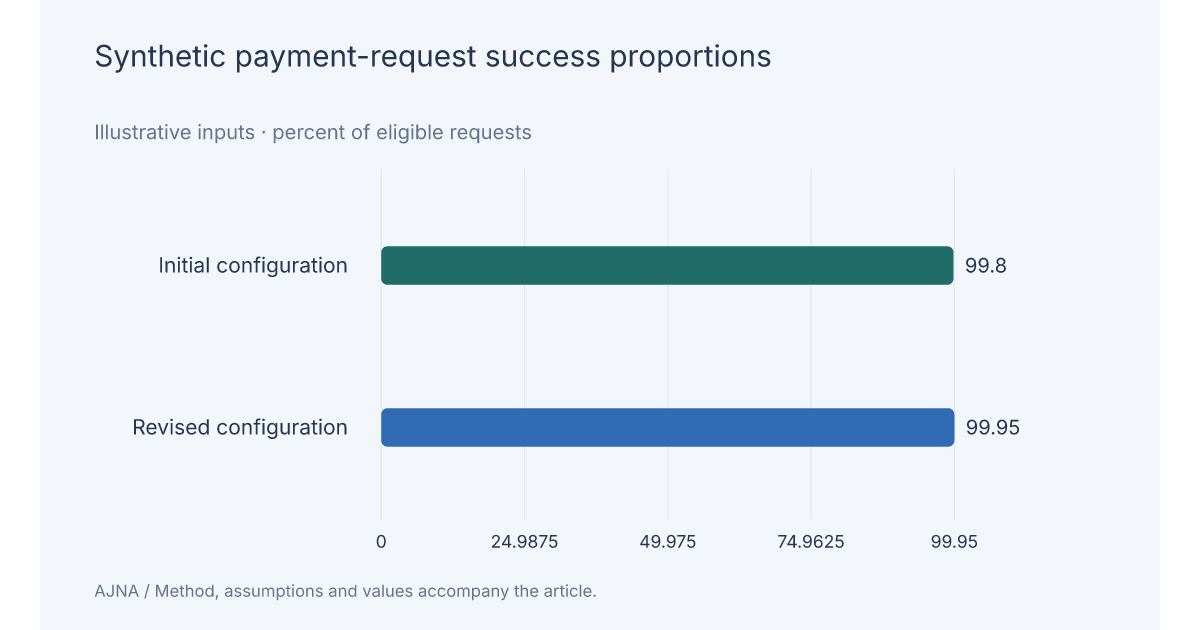 Synthetic payment-request success proportions
Illustrative inputs · percent of eligible requests
Initial configuration 99.8
Revised configuration 99.95
0 24.9875 49.975 74.9625 99.95
AJNA / Method, assumptions and values accompany the article.